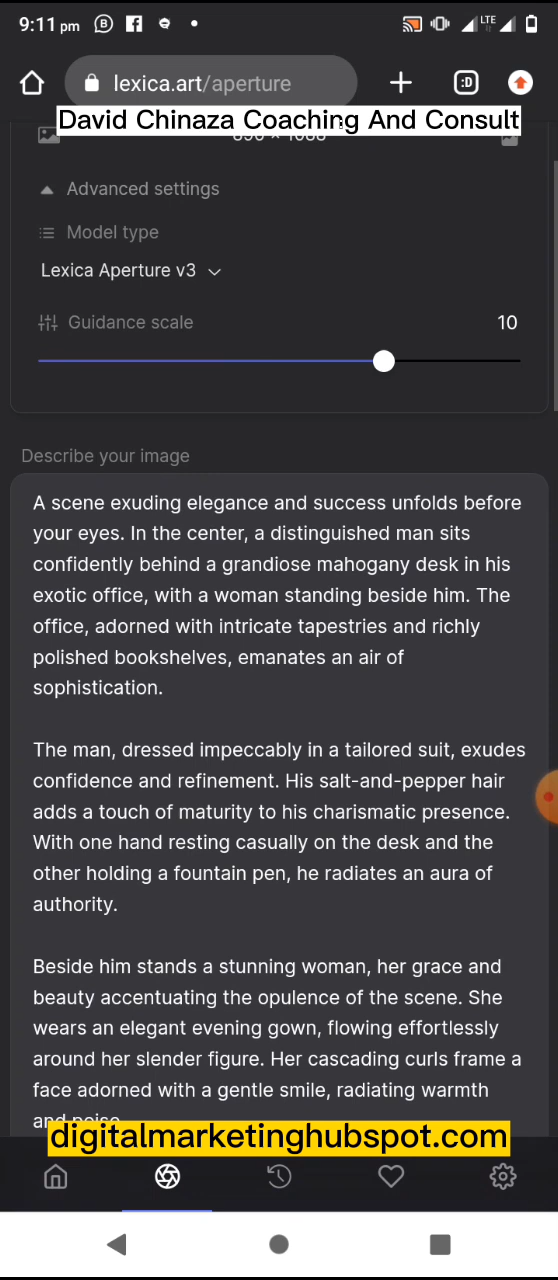 9:11 pm
LTE
lexica.art/aperture
:D
David Chinaza Coaching And Consult
Advanced settings
Model type
Lexica Aperture v3
Guidance scale 10
Describe your image
A scene exuding elegance and success unfolds before
your eyes. In the center, a distinguished man sits
confidently behind a grandiose mahogany desk in his
exotic office, with a woman standing beside him. The
office, adorned with intricate tapestries and richly
polished bookshelves, emanates an air of
sophistication.
The man, dressed impeccably in a tailored suit, exudes
confidence and refinement. His salt-and-pepper hair
adds a touch of maturity to his charismatic presence.
With one hand resting casually on the desk and the
other holding a fountain pen, he radiates an aura of
authority.
Beside him stands a stunning woman, her grace and
beauty accentuating the opulence of the scene. She
wears an elegant evening gown, flowing effortlessly
around her slender figure. Her cascading curls frame a
face adorned with a gentle smile, radiating warmth
and poise.
digitalmarketinghubspot.com